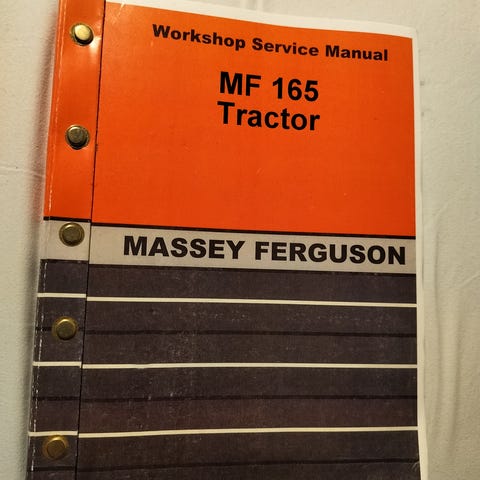 Workshop Service Manual
MF 165
Tractor
MASSEY FERGUSON